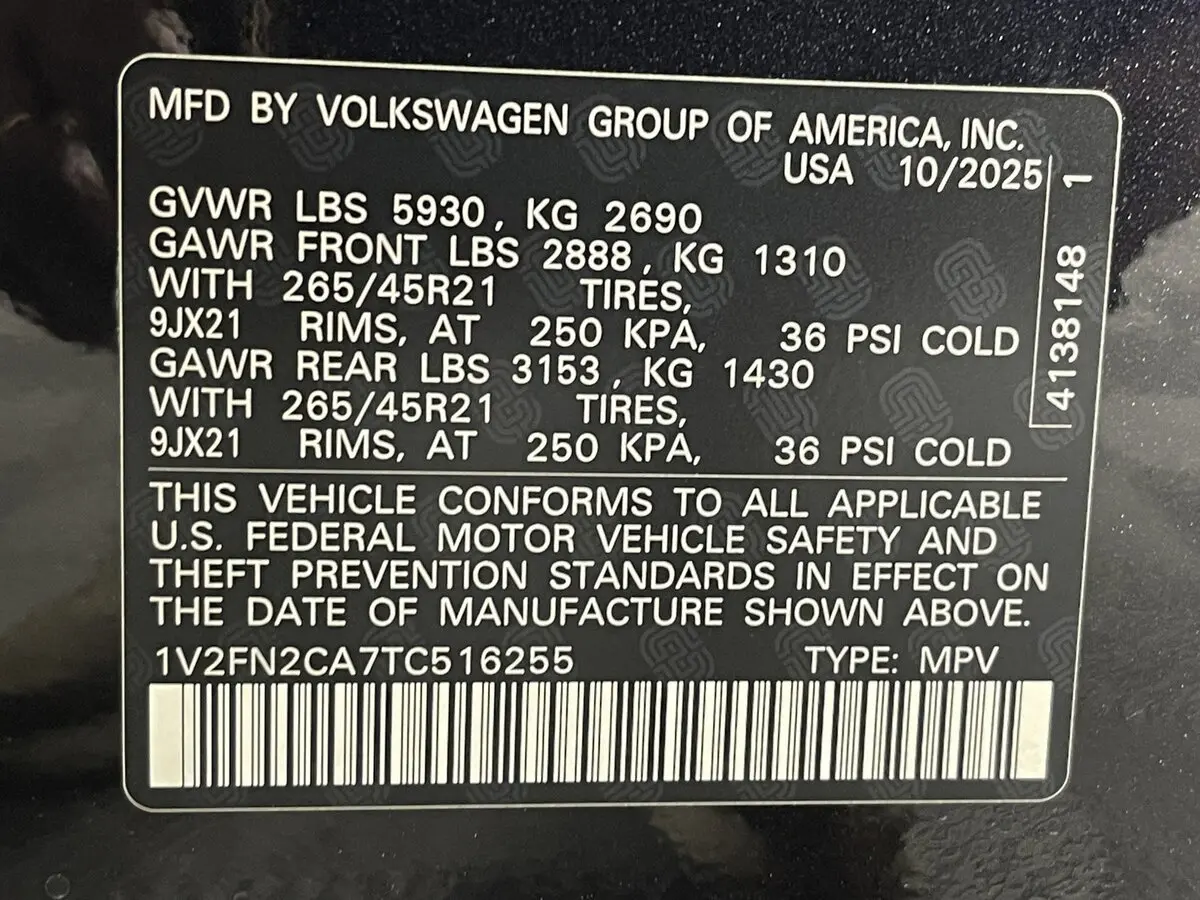 MFD BY VOLKSWAGEN GROUP OF AMERICA, INC.
USA 10/2025
GVWR LBS 5930, KG 2690
GAWR FRONT LBS 2888, KG 1310
WITH 265/45R21 TIRES,
9JX21 RIMS, AT 250 KPA, 36 PSI COLD
GAWR REAR LBS 3153, KG 1430
WITH 265/45R21 TIRES,
9JX21 RIMS, AT 250 KPA, 36 PSI COLD
4138148 1
THIS VEHICLE CONFORMS TO ALL APPLICABLE
U.S. FEDERAL MOTOR VEHICLE SAFETY AND
THEFT PREVENTION STANDARDS IN EFFECT ON
THE DATE OF MANUFACTURE SHOWN ABOVE.
1V2FN2CA7TC516255 TYPE: MPV